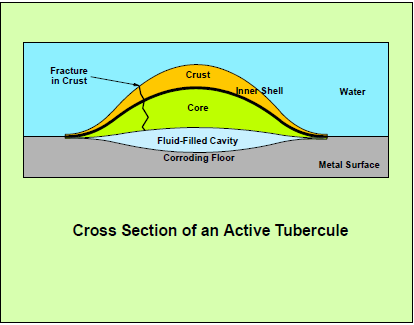 Fracture
in Crust
Crust
Inner Shell
Water
Core
Fluid-Filled Cavity
Corroding Floor
Metal Surface
Cross Section of an Active Tubercule